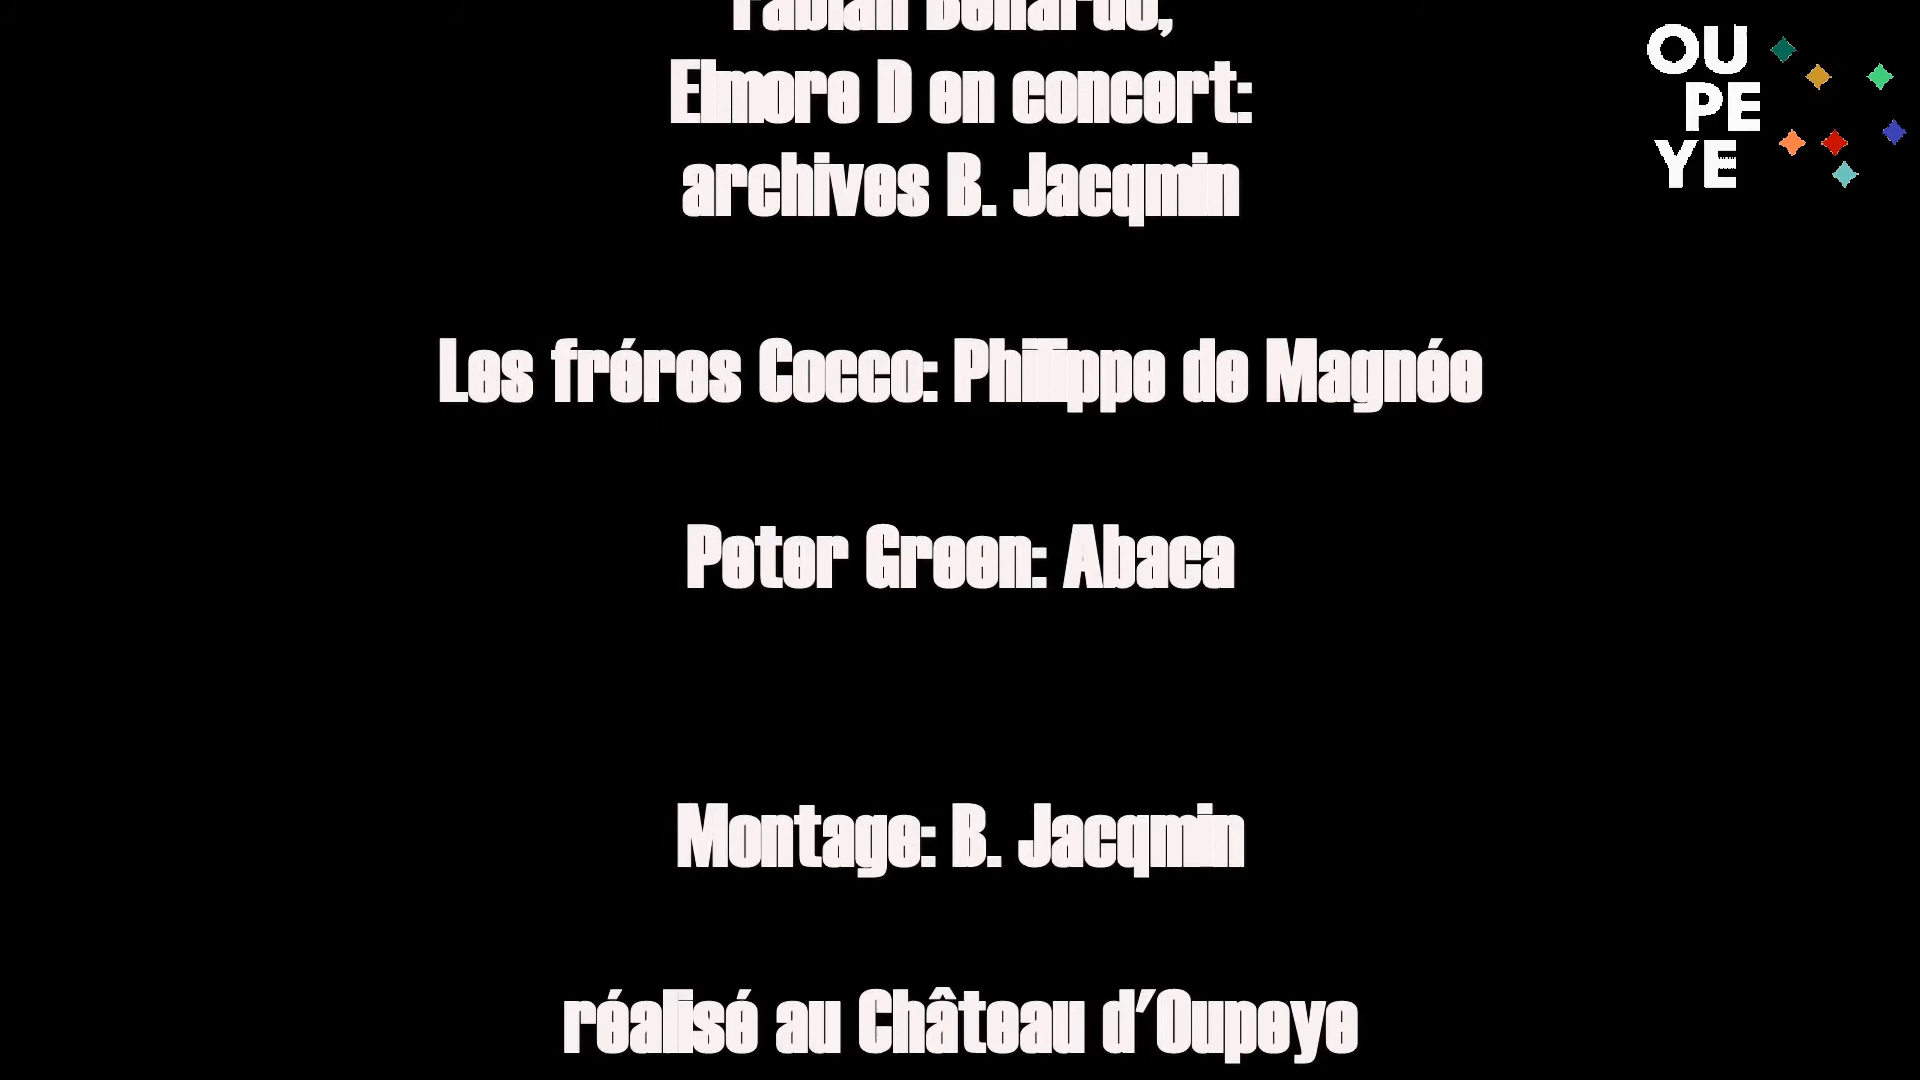 Elmore D en concert:
archives B. Jacqmin
Les fréres Cocco: Philippe de Magnée
Peter Green: Abaca
Montage: B. Jacqmin
réalisé au Château d'Oupeye
OU
PE
YE